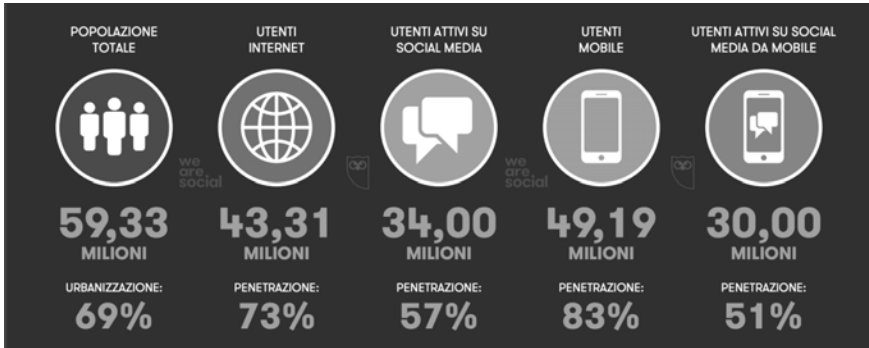 POPOLAZIONE
TOTALE
UTENTI
INTERNET
UTENTI ATTIVI SU
SOCIAL MEDIA
UTENTI
MOBILE
UTENTI ATTIVI SU SOCIAL
MEDIA DA MOBILE
we
are
social
we
are
social
59,33
MILIONI
43,31
MILIONI
34,00
MILIONI
49,19
MILIONI
30,00
MILIONI
URBANIZZAZIONE:
69%
PENETRAZIONE:
73%
PENETRAZIONE:
57%
PENETRAZIONE:
83%
PENETRAZIONE:
51%